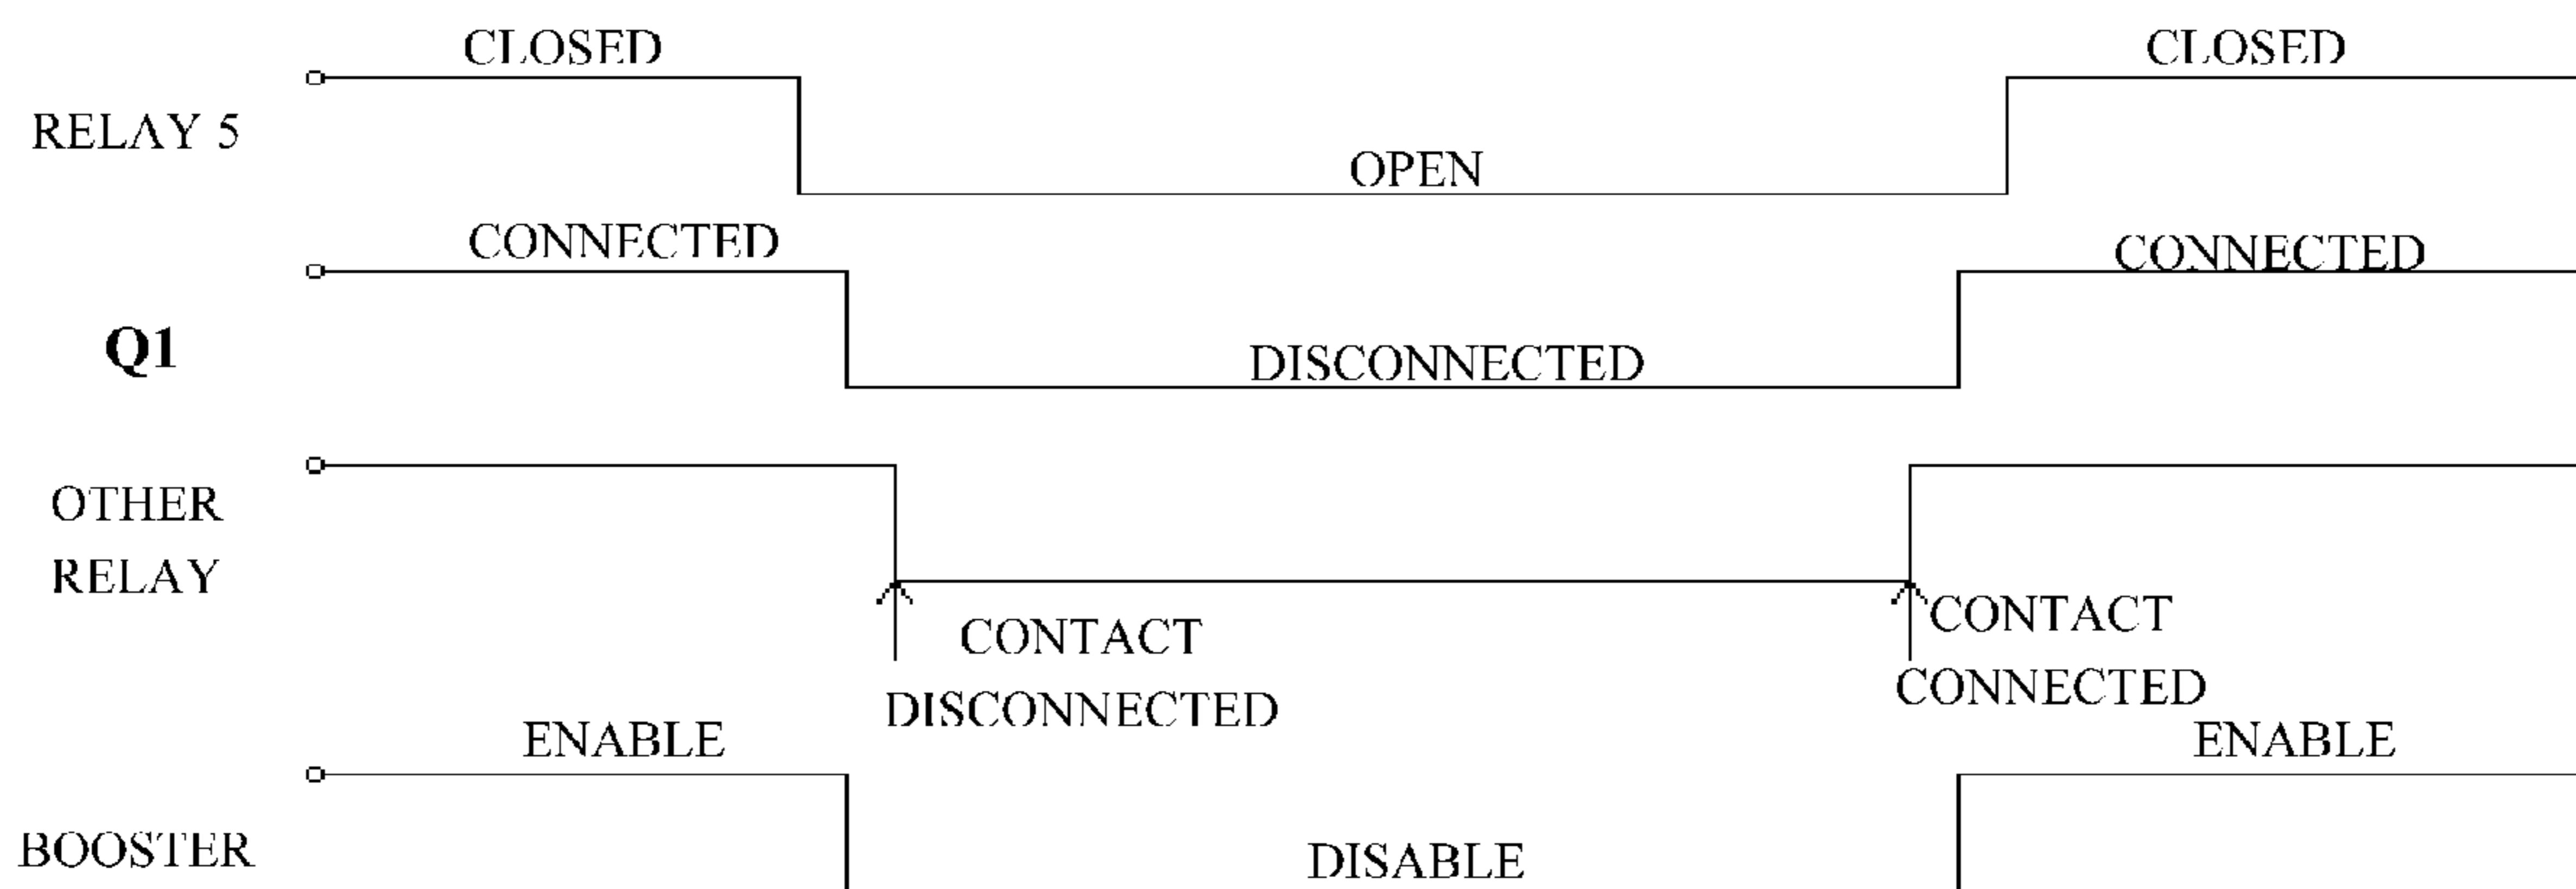 CLOSED
CLOSED
RELAY 5
OPEN
CONNECTED
CONNECTED
Q1
DISCONNECTED
OTHER
RELAY
CONTACT
DISCONNECTED
CONTACT
CONNECTED
ENABLE
ENABLE
BOOSTER
DISABLE